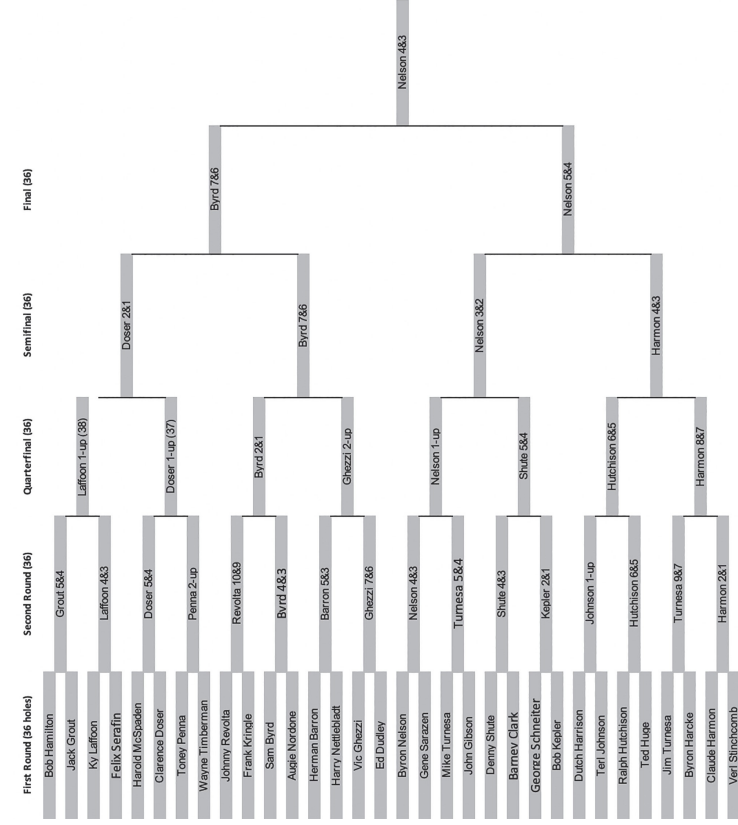 Nelson 4&3
Final (36)
Byrd 7&6
Nelson 5&4
Semifinal (36)
Doser 2&1
Byrd 7&6
Nelson 3&2
Harmon 4&3
Quarterfinal (36)
Laffoon 1-up (38)
Doser 1-up (37)
Byrd 2&1
Ghezzi 2-up
Nelson 1-up
Shute 5&4
Hutchison 6&5
Harmon 8&7
Second Round (36)
Grout 5&4
Laffoon 4&3
Doser 5&4
Penna 2-up
Revolta 10&9
Byrd 4&3
Barron 5&3
Ghezzi 7&6
Nelson 4&3
Turnesa 5&4
Shute 4&3
Kepler 2&1
Johnson 1-up
Hutchison 6&5
Turnesa 9&7
Harmon 2&1
First Round (36 holes)
Bob Hamilton
Jack Grout
Ky Laffoon
Felix Serafin
Harold McSpaden
Clarence Doser
Toney Penna
Wayne Timberman
Johnny Revolta
Frank Kringle
Sam Byrd
Augie Nordone
Herman Barron
Harry Nettlebladt
Vic Ghezzi
Ed Dudley
Byron Nelson
Gene Sarazen
Mike Turnesa
John Gibson
Denny Shute
Barney Clark
George Schneiter
Bob Kepler
Dutch Harrison
Terl Johnson
Ralph Hutchison
Ted Huge
Jim Turnesa
Byron Harcke
Claude Harmon
Verl Stinchcomb